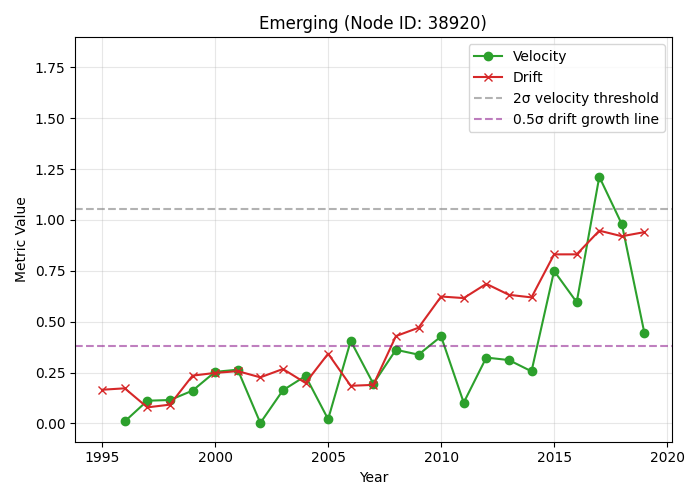 Emerging (Node ID: 38920)
Velocity
Drift
2σ velocity threshold
0.5σ drift growth line
Metric Value
1.75
1.50
1.25
1.00
0.75
0.50
0.25
0.00
1995 2000 2005 2010 2015 2020
Year